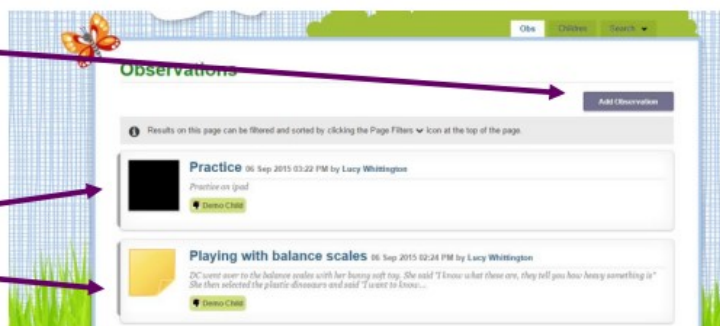 Obs Children Search
Observations
Add Observation
Results on this page can be filtered and sorted by clicking the Page Filters icon at the top of the page.
Practice 06 Sep 2015 03:22 PM by Lucy Whittington
Practice on ipad
Demo Child
Playing with balance scales 06 Sep 2015 02:24 PM by Lucy Whittington
DC went over to the balance scales with her bunny soft toy. She said "I know what these are, they tell you how heavy something is"
She then selected the plastic dinosaurs and said "I want to know...
Demo Child